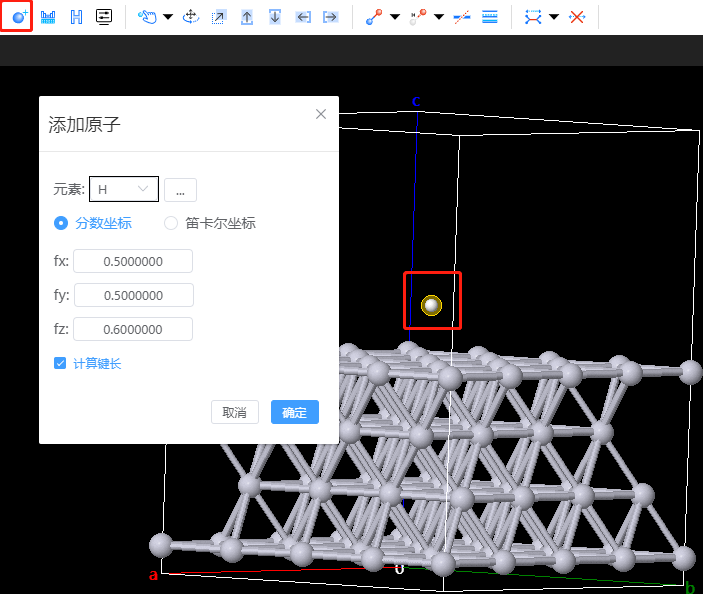 c
添加原子
元素: H ...
分数坐标 笛卡尔坐标
fx: 0.5000000
fy: 0.5000000
fz: 0.6000000
计算键长
取消 确定
a
0
b